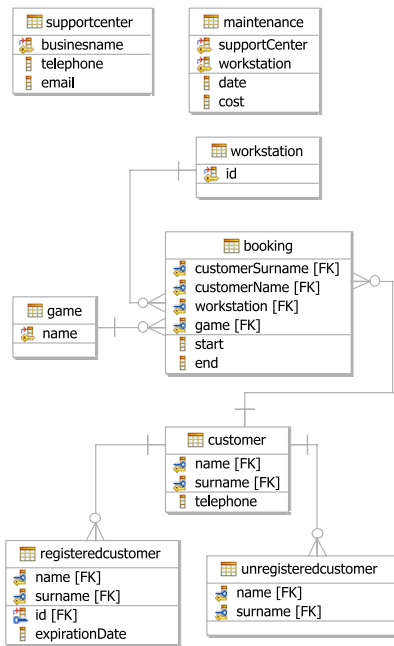 supportcenter
businesname
telephone
email
maintenance
supportCenter
workstation
date
cost
workstation
id
booking
customerSurname [FK]
customerName [FK]
workstation [FK]
game [FK]
start
end
game
name
customer
name [FK]
surname [FK]
telephone
registeredcustomer
name [FK]
surname [FK]
id [FK]
expirationDate
unregisteredcustomer
name [FK]
surname [FK]